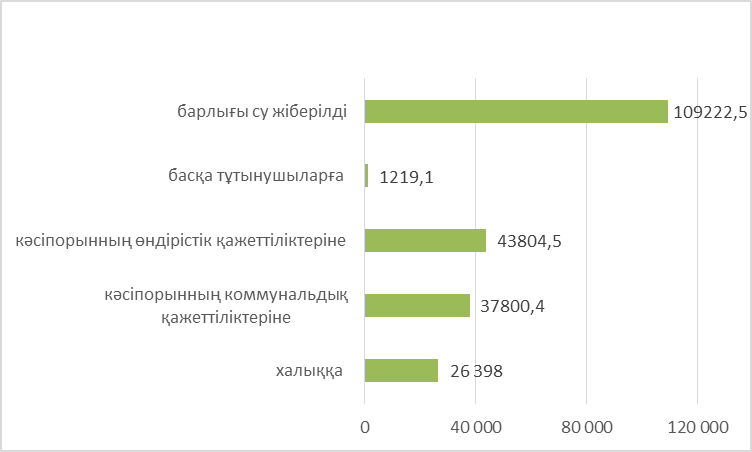 барлығы су жіберілді 109222,5
басқа тұтынушыларға 1219,1
кәсіпорынның өндірістік қажеттіліктеріне 43804,5
кәсіпорынның коммунальдық
қажеттіліктеріне 37800,4
халыққа 26 398
0 40 000 80 000 120 000